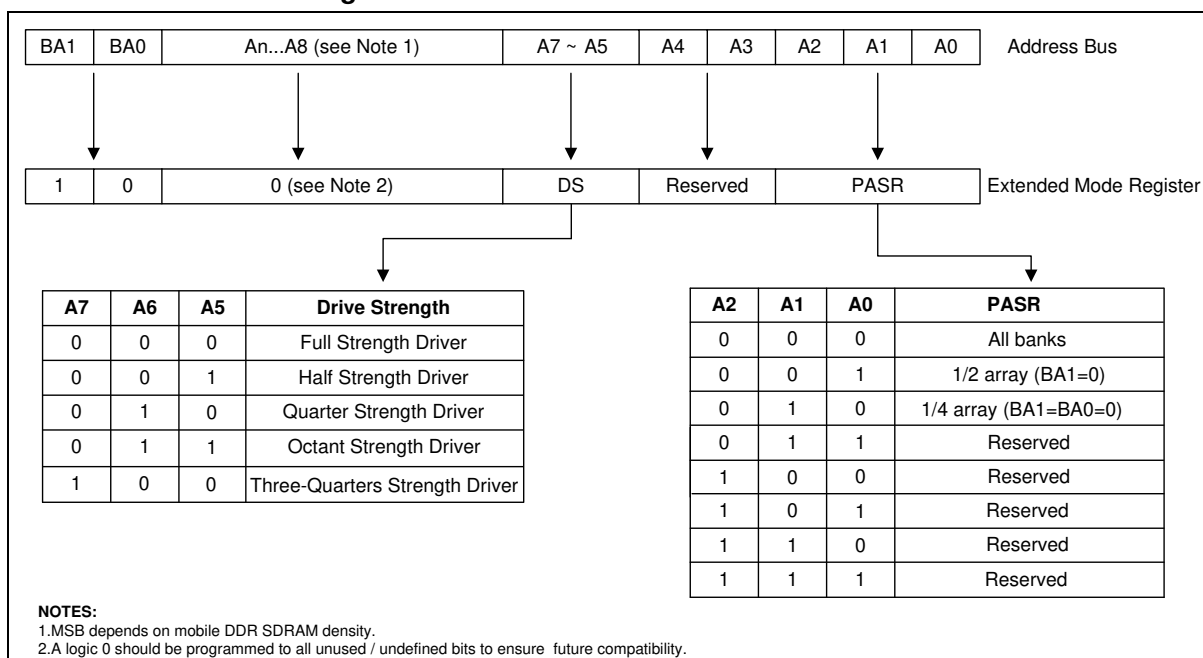 BA1 BA0 An...A8 (see Note 1) A7 ~ A5 A4 A3 A2 A1 A0 Address Bus
1 0 0 (see Note 2) DS Reserved PASR Extended Mode Register
A7 A6 A5 Drive Strength
0 0 0 Full Strength Driver
0 0 1 Half Strength Driver
0 1 0 Quarter Strength Driver
0 1 1 Octant Strength Driver
1 0 0 Three-Quarters Strength Driver
A2 A1 A0 PASR
0 0 0 All banks
0 0 1 1/2 array (BA1=0)
0 1 0 1/4 array (BA1=BA0=0)
0 1 1 Reserved
1 0 0 Reserved
1 0 1 Reserved
1 1 0 Reserved
1 1 1 Reserved
NOTES:
1.MSB depends on mobile DDR SDRAM density.
2.A logic 0 should be programmed to all unused / undefined bits to ensure future compatibility.